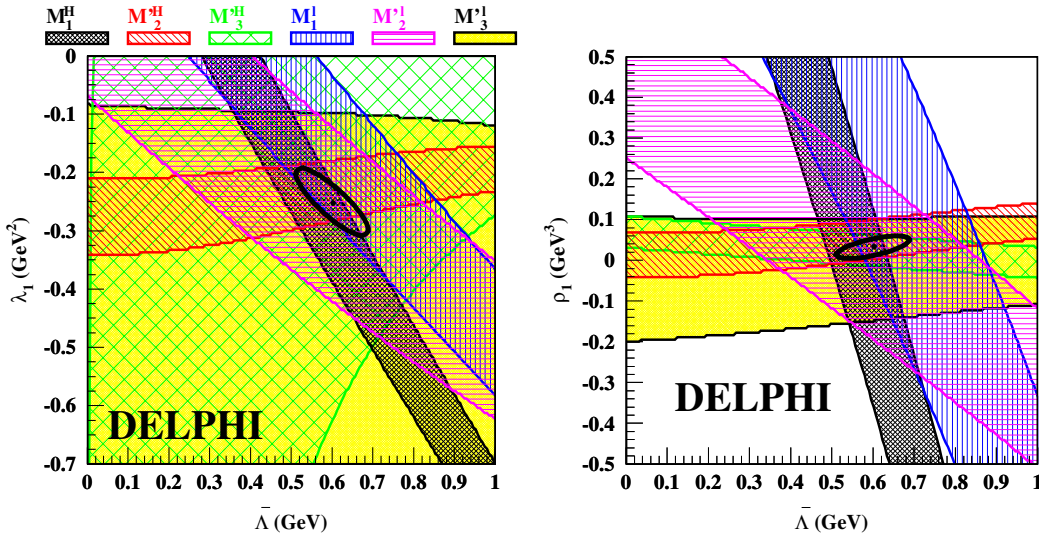 M₁ᴴ M'₂ᴴ M'₃ᴴ M₁ˡ M'₂ˡ M'₃ˡ
λ₁ (GeV²)
0
-0.1
-0.2
-0.3
-0.4
-0.5
-0.6
-0.7
DELPHI
0 0.1 0.2 0.3 0.4 0.5 0.6 0.7 0.8 0.9 1
Λ̄ (GeV)
ρ₁ (GeV³)
0.5
0.4
0.3
0.2
0.1
0
-0.1
-0.2
-0.3
-0.4
-0.5
DELPHI
0 0.1 0.2 0.3 0.4 0.5 0.6 0.7 0.8 0.9 1
Λ̄ (GeV)